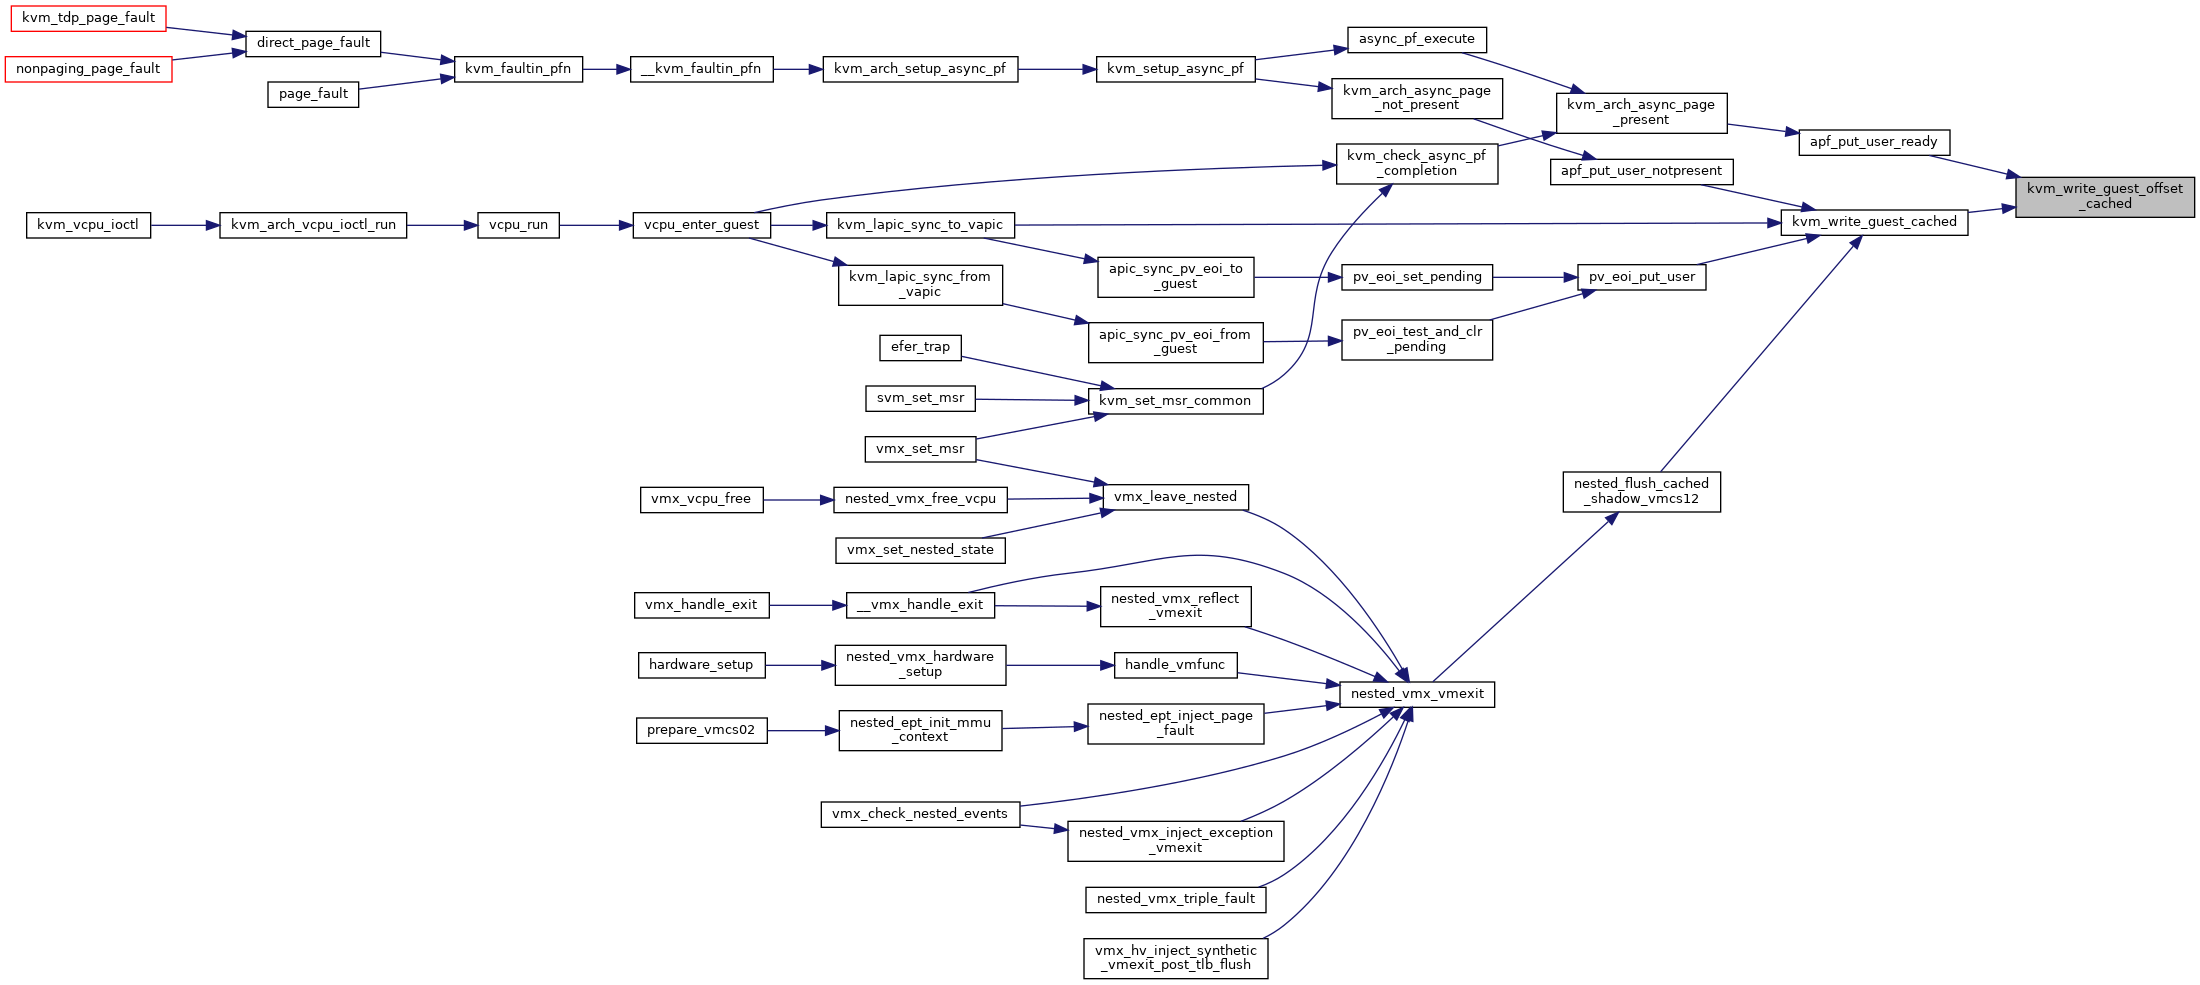 kvm_tdp_page_fault
nonpaging_page_fault
direct_page_fault
page_fault
kvm_faultin_pfn
__kvm_faultin_pfn
kvm_arch_setup_async_pf
kvm_setup_async_pf
async_pf_execute
kvm_arch_async_page
_not_present
kvm_arch_async_page
_present
kvm_check_async_pf
_completion
apf_put_user_notpresent
apf_put_user_ready
kvm_write_guest_offset
_cached
kvm_write_guest_cached
kvm_vcpu_ioctl
kvm_arch_vcpu_ioctl_run
vcpu_run
vcpu_enter_guest
kvm_lapic_sync_to_vapic
kvm_lapic_sync_from
_vapic
apic_sync_pv_eoi_to
_guest
apic_sync_pv_eoi_from
_guest
pv_eoi_set_pending
pv_eoi_test_and_clr
_pending
pv_eoi_put_user
efer_trap
svm_set_msr
vmx_set_msr
kvm_set_msr_common
nested_flush_cached
_shadow_vmcs12
vmx_vcpu_free
nested_vmx_free_vcpu
vmx_leave_nested
vmx_set_nested_state
vmx_handle_exit
__vmx_handle_exit
nested_vmx_reflect
_vmexit
hardware_setup
nested_vmx_hardware
_setup
handle_vmfunc
nested_vmx_vmexit
prepare_vmcs02
nested_ept_init_mmu
_context
nested_ept_inject_page
_fault
vmx_check_nested_events
nested_vmx_inject_exception
_vmexit
nested_vmx_triple_fault
vmx_hv_inject_synthetic
_vmexit_post_tlb_flush